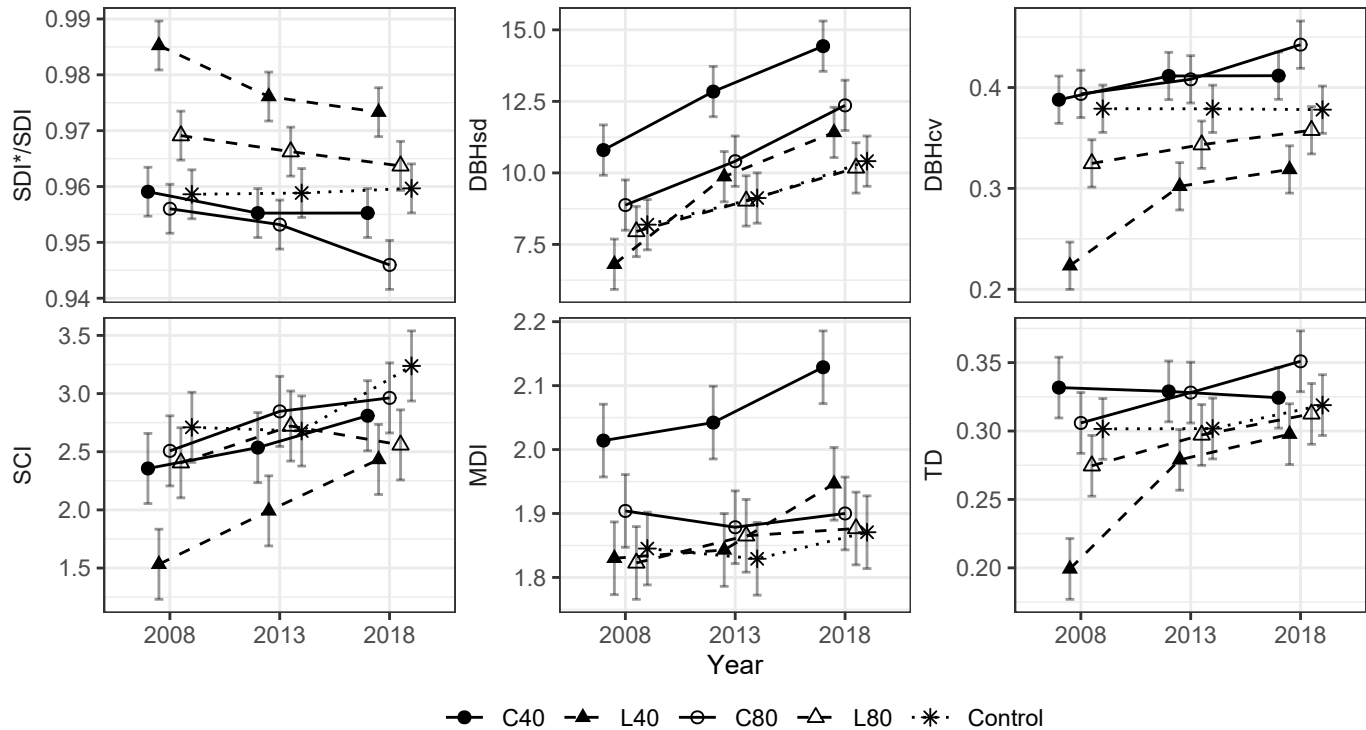 SDI*/SDI
0.99
0.98
0.97
0.96
0.95
0.94
DBHsd
15.0
12.5
10.0
7.5
DBHcv
0.4
0.3
0.2
SCI
3.5
3.0
2.5
2.0
1.5
MDI
2.2
2.1
2.0
1.9
1.8
TD
0.35
0.30
0.25
0.20
2008 2013 2018
2008 2013 2018
2008 2013 2018
Year
C40 L40 C80 L80 Control